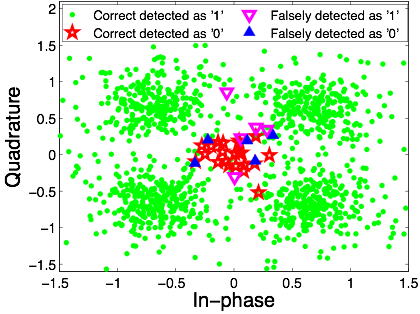 Correct detected as '1' Falsely detected as '1'
Correct detected as '0' Falsely detected as '0'
2
1.5
1
0.5
0
−0.5
−1
−1.5
Quadrature
−1.5 −1 −0.5 0 0.5 1 1.5
In−phase